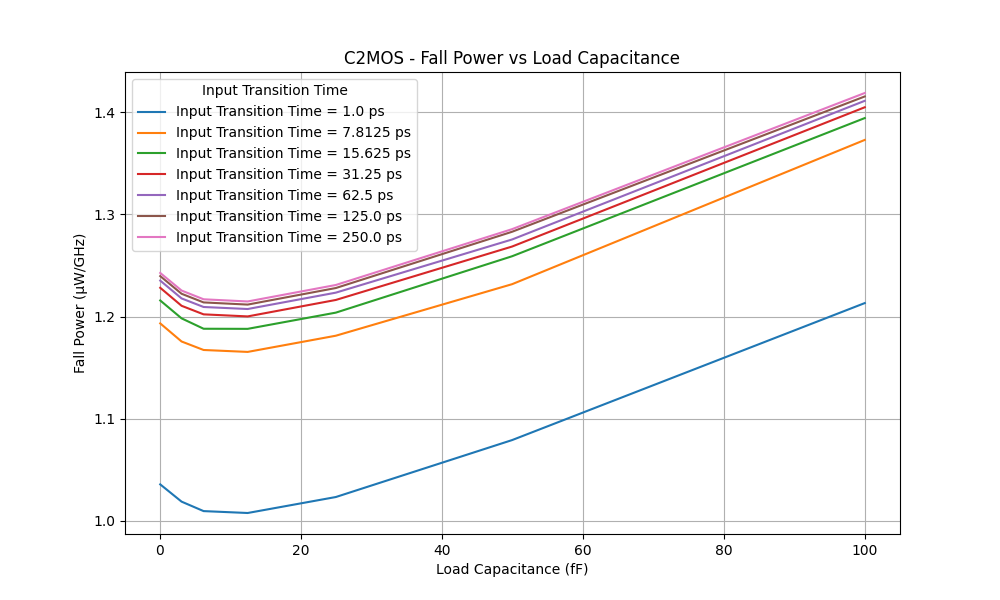 C2MOS - Fall Power vs Load Capacitance
Input Transition Time
Input Transition Time = 1.0 ps
Input Transition Time = 7.8125 ps
Input Transition Time = 15.625 ps
Input Transition Time = 31.25 ps
Input Transition Time = 62.5 ps
Input Transition Time = 125.0 ps
Input Transition Time = 250.0 ps
Fall Power (μW/GHz)
1.4
1.3
1.2
1.1
1.0
0 20 40 60 80 100
Load Capacitance (fF)